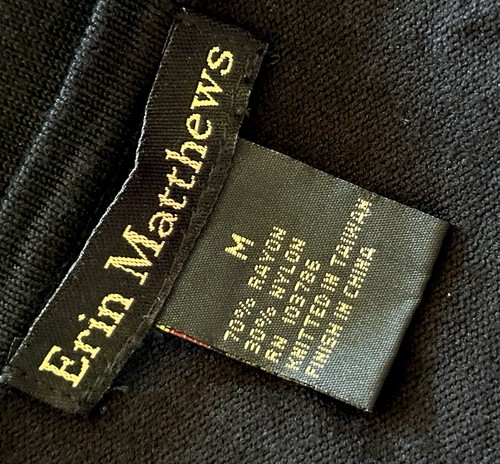 Erin Matthews
M
70% RAYON
30% NYLON
RN 103786
KNITTED IN TAIWAN
FINISH IN CHINA